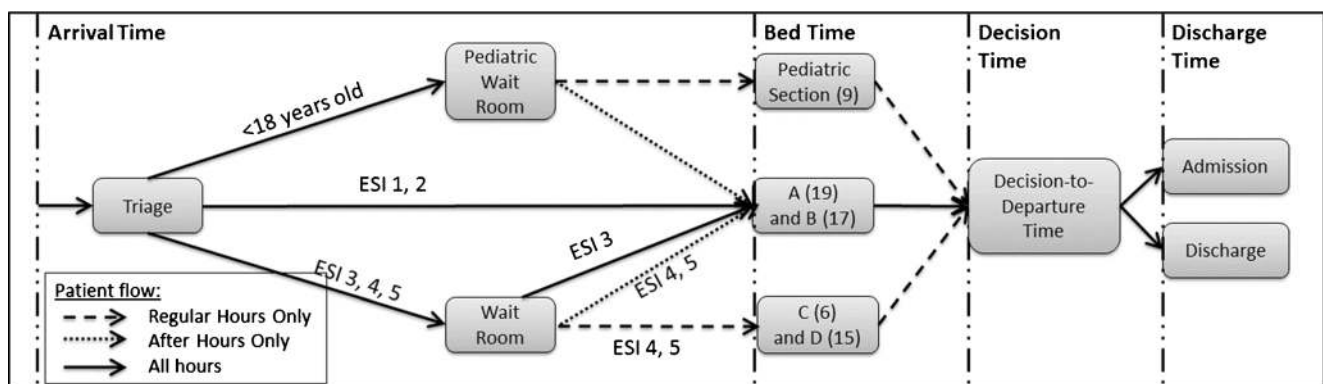 Arrival Time
Bed Time
Decision
Time
Discharge
Time
Pediatric
Wait
Room
Pediatric
Section (9)
<18 years old
ESI 1, 2
Triage
A (19)
and B (17)
Decision-to-
Departure
Time
Admission
Discharge
ESI 3
ESI 3, 4, 5
ESI 4, 5
Wait
Room
C (6)
and D (15)
ESI 4, 5
Patient flow:
Regular Hours Only
After Hours Only
All hours